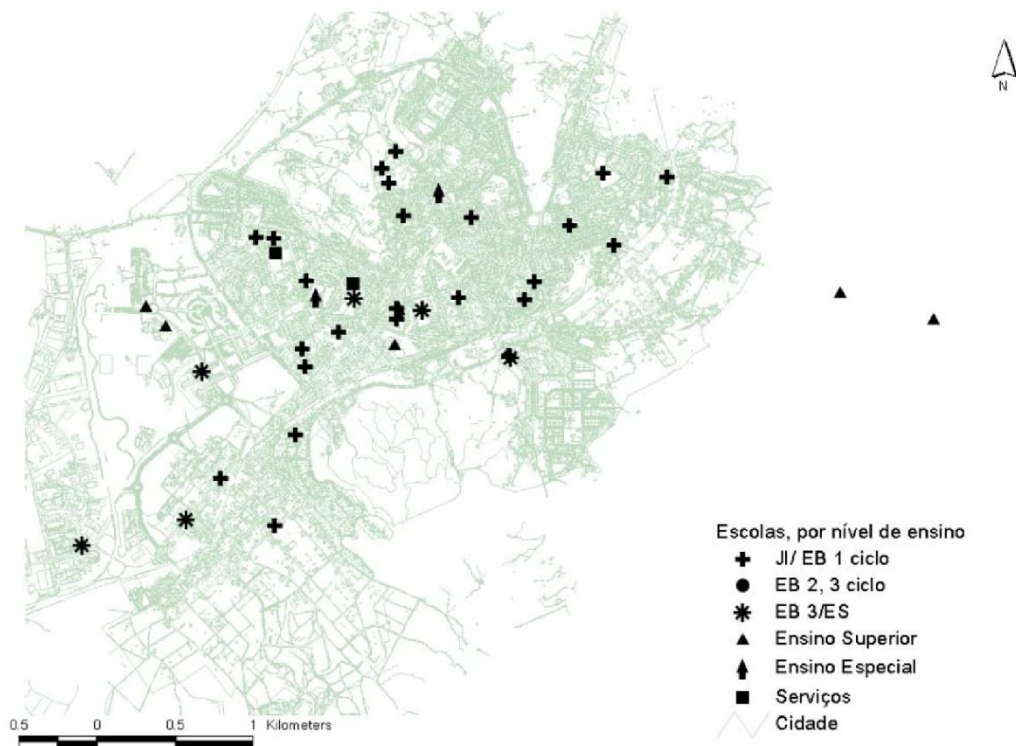 N
Escolas, por nível de ensino
JI/ EB 1 ciclo
EB 2, 3 ciclo
EB 3/ES
Ensino Superior
Ensino Especial
Serviços
Cidade
0.5 0 0.5 1 Kilometers